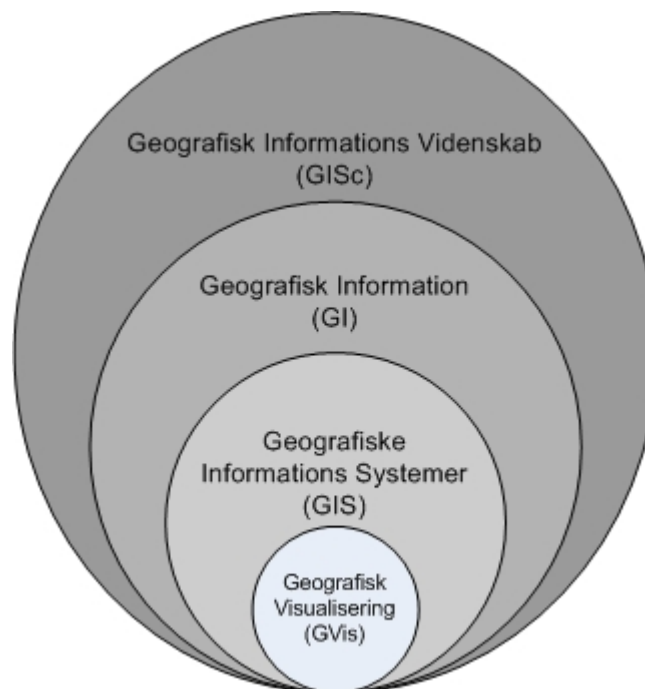 Geografisk Informations Videnskab
(GISc)
Geografisk Information
(GI)
Geografiske
Informations Systemer
(GIS)
Geografisk
Visualisering
(GVis)